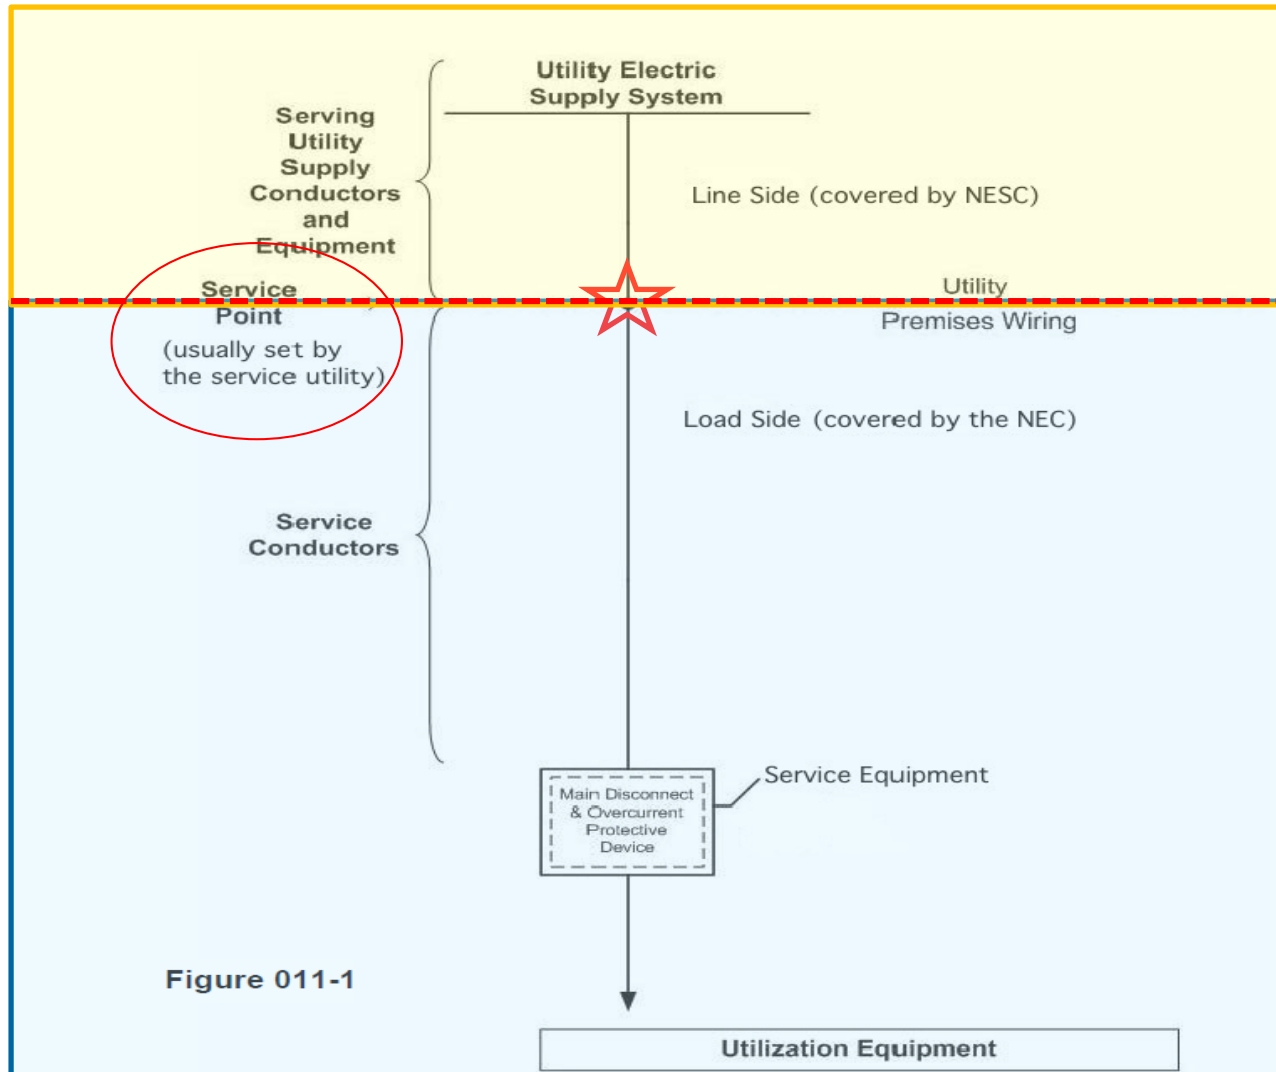 Utility Electric
Supply System
Serving
Utility
Supply
Conductors
and
Equipment
Line Side (covered by NESC)
Service
Point
(usually set by
the service utility)
Utility
Premises Wiring
Load Side (covered by the NEC)
Service
Conductors
Service Equipment
Main Disconnect
& Overcurrent
Protective
Device
Figure 011-1
Utilization Equipment